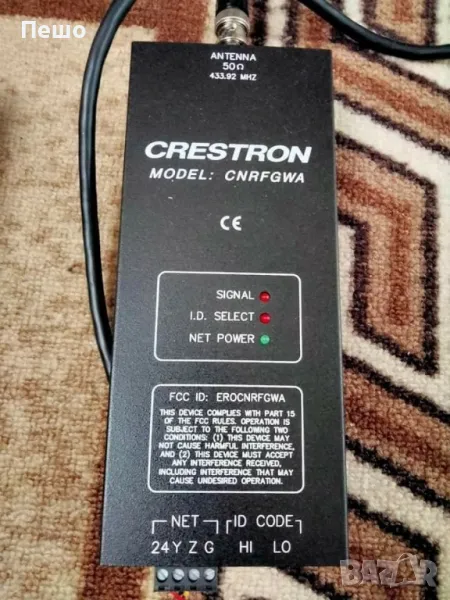 Пешо
ANTENNA
50Ω
433.92 MHZ
CRESTRON
MODEL: CNRFGWA
CE
SIGNAL
I.D. SELECT
NET POWER
FCC ID: EROCNRFGWA
THIS DEVICE COMPLIES WITH PART 15
OF THE FCC RULES. OPERATION IS
SUBJECT TO THE FOLLOWING TWO
CONDITIONS: (1) THIS DEVICE MAY
NOT CAUSE HARMFUL INTERFERENCE,
AND (2) THIS DEVICE MUST ACCEPT
ANY INTERFERENCE RECEIVED,
INCLUDING INTERFERENCE THAT MAY
CAUSE UNDESIRED OPERATION.
NET ID CODE
24 Y Z G HI LO
BAZAR